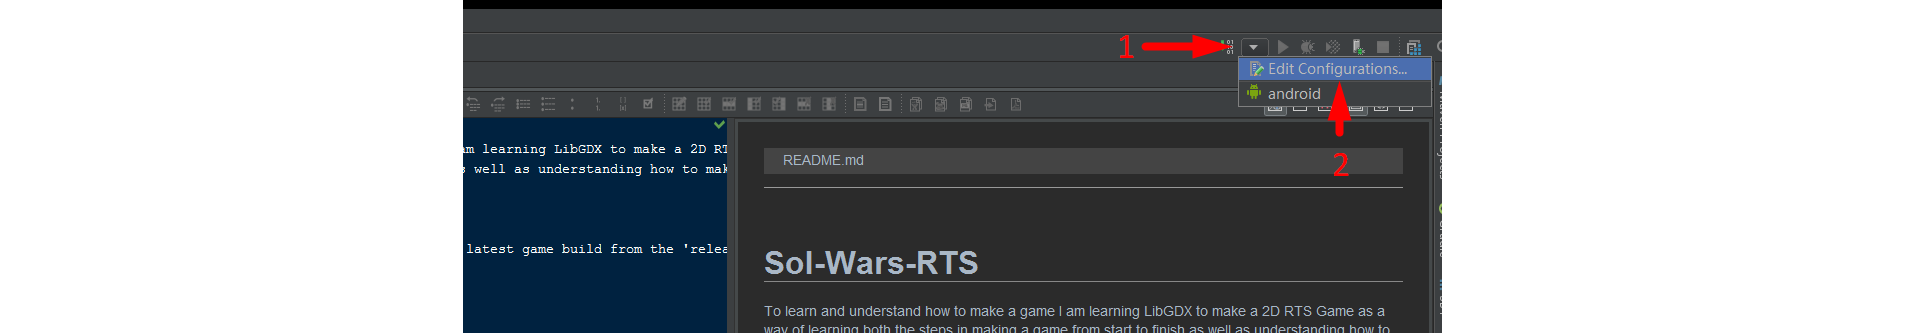 1
Edit Configurations...
android
2
m learning LibGDX to make a 2D RT
well as understanding how to mak
latest game build from the 'relea
README.md
Sol-Wars-RTS
To learn and understand how to make a game I am learning LibGDX to make a 2D RTS Game as a
way of learning both the steps in making a game from start to finish as well as understanding how to